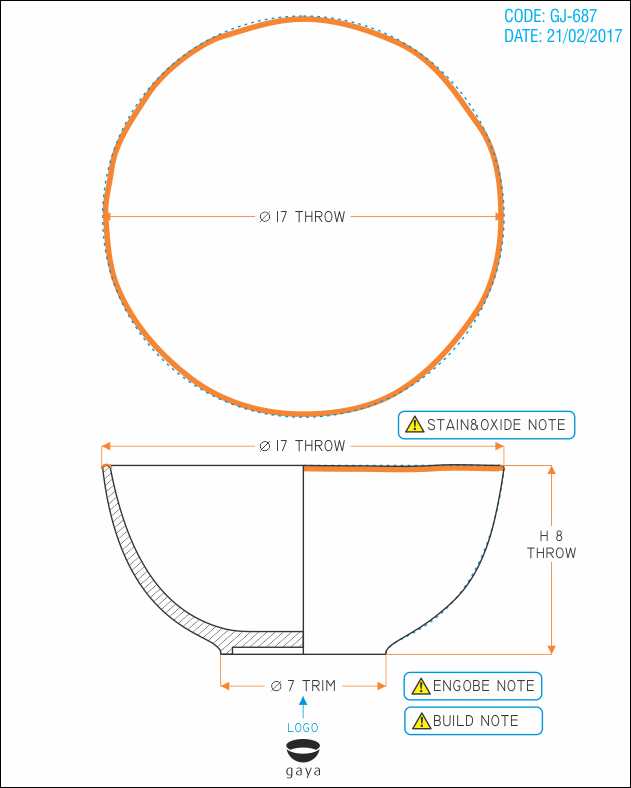 CODE: GJ-687
DATE: 21/02/2017
Ø 17 THROW
STAIN&OXIDE NOTE
Ø 17 THROW
H 8
THROW
Ø 7 TRIM
ENGOBE NOTE
BUILD NOTE
LOGO
gaya